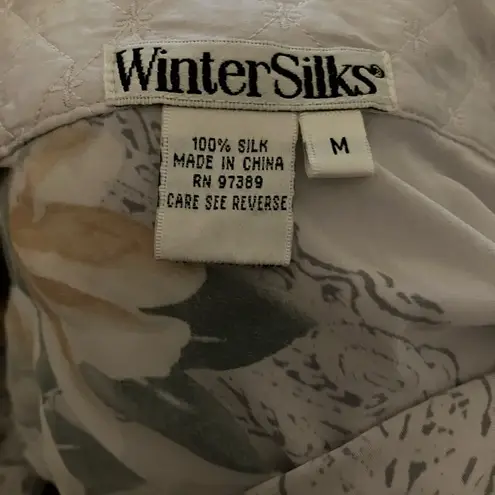 WinterSilks®
100% SILK
MADE IN CHINA
RN 97389
CARE SEE REVERSE
M